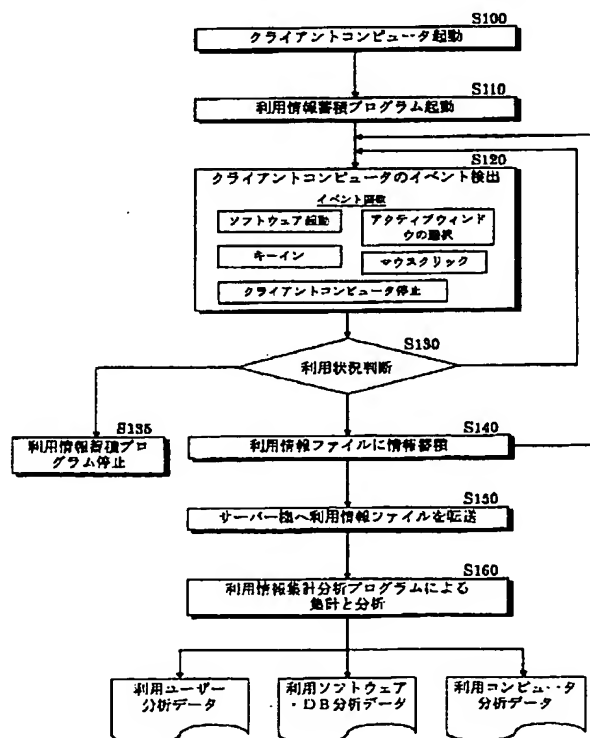 S100
クライアントコンピュータ起動
S110
利用情報蓄積プログラム起動
S120
クライアントコンピュータのイベント検出
イベント関数
ソフトウェア起動
アクティブウィンド
ウの選択
キーイン
マウスクリック
クライアントコンピュータ停止
S130
利用状況判断
S135
利用情報蓄積プロ
グラム停止
S140
利用情報ファイルに情報蓄積
S150
サーバー機へ利用情報ファイルを転送
S160
利用情報集計分析プログラムによる
集計と分析
利用ユーザー
分析データ
利用ソフトウェア
・DB分析データ
利用コンピュータ
分析データ